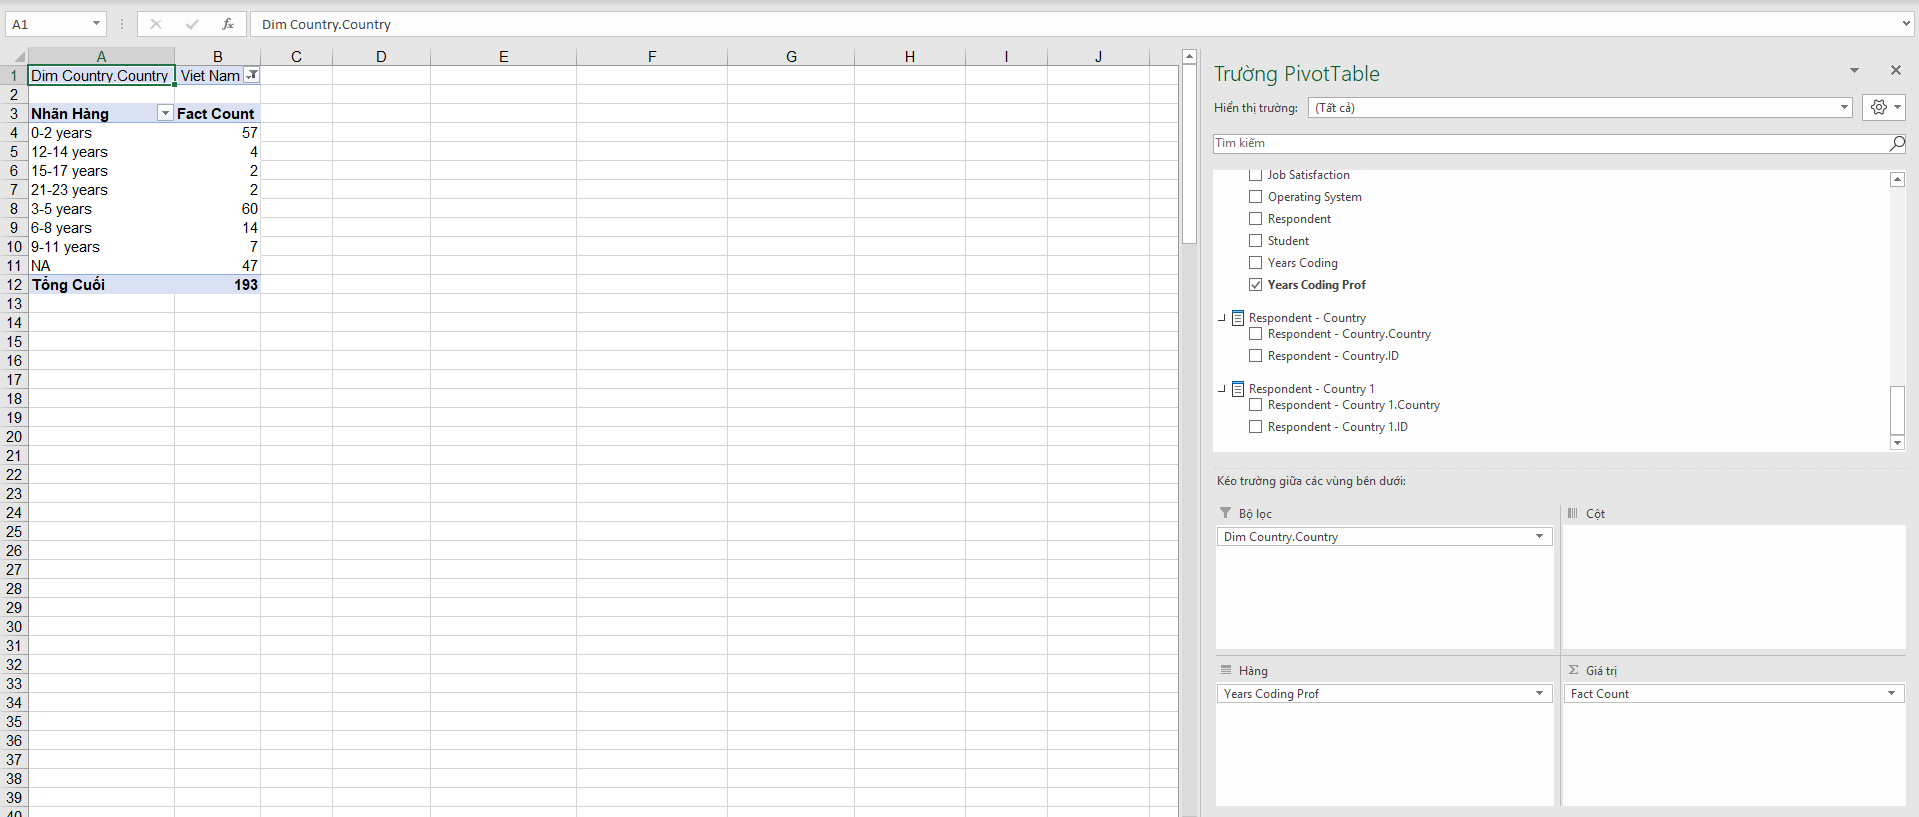 A1
fx
Dim Country.Country
A B C D E F G H I J
1 Dim Country.Country Viet Nam
2
3 Nhãn Hàng Fact Count
4 0-2 years 57
5 12-14 years 4
6 15-17 years 2
7 21-23 years 2
8 3-5 years 60
9 6-8 years 14
10 9-11 years 7
11 NA 47
12 Tổng Cuối 193
13
14
15
16
17
18
19
20
21
22
23
24
25
26
27
28
29
30
31
32
33
34
35
36
37
38
39
40
Trường PivotTable
Hiển thị trường: (Tất cả)
Tìm kiếm
Job Satisfaction
Operating System
Respondent
Student
Years Coding
Years Coding Prof
Respondent - Country
Respondent - Country.Country
Respondent - Country.ID
Respondent - Country 1
Respondent - Country 1.Country
Respondent - Country 1.ID
Kéo trường giữa các vùng bên dưới:
Bộ lọc
Dim Country.Country
Cột
Hàng
Years Coding Prof
Σ Giá trị
Fact Count